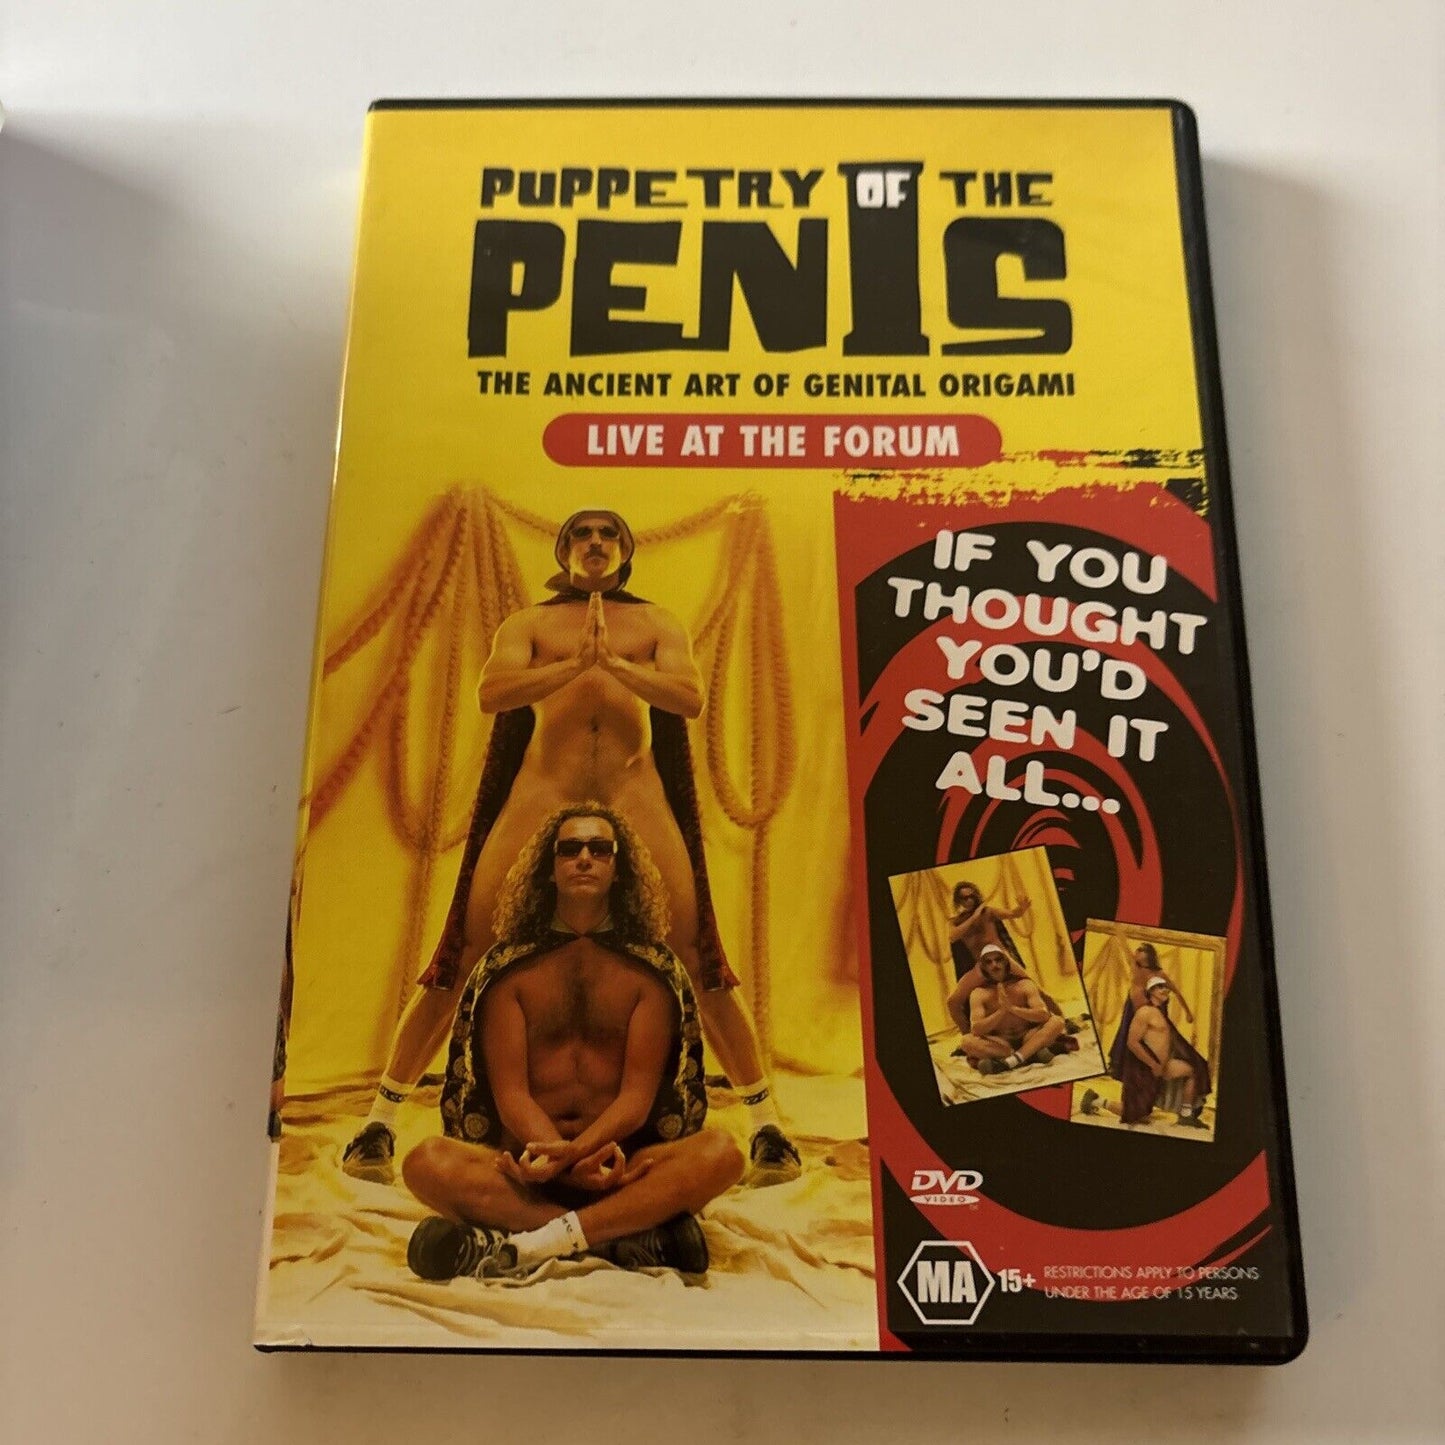 PUPPETRY OF THE
PENIS
THE ANCIENT ART OF GENITAL ORIGAMI
LIVE AT THE FORUM
IF YOU
THOUGHT
YOU'D
SEEN IT
ALL...
DVD
VIDEO
MA 15+ RESTRICTIONS APPLY TO PERSONS
UNDER THE AGE OF 15 YEARS